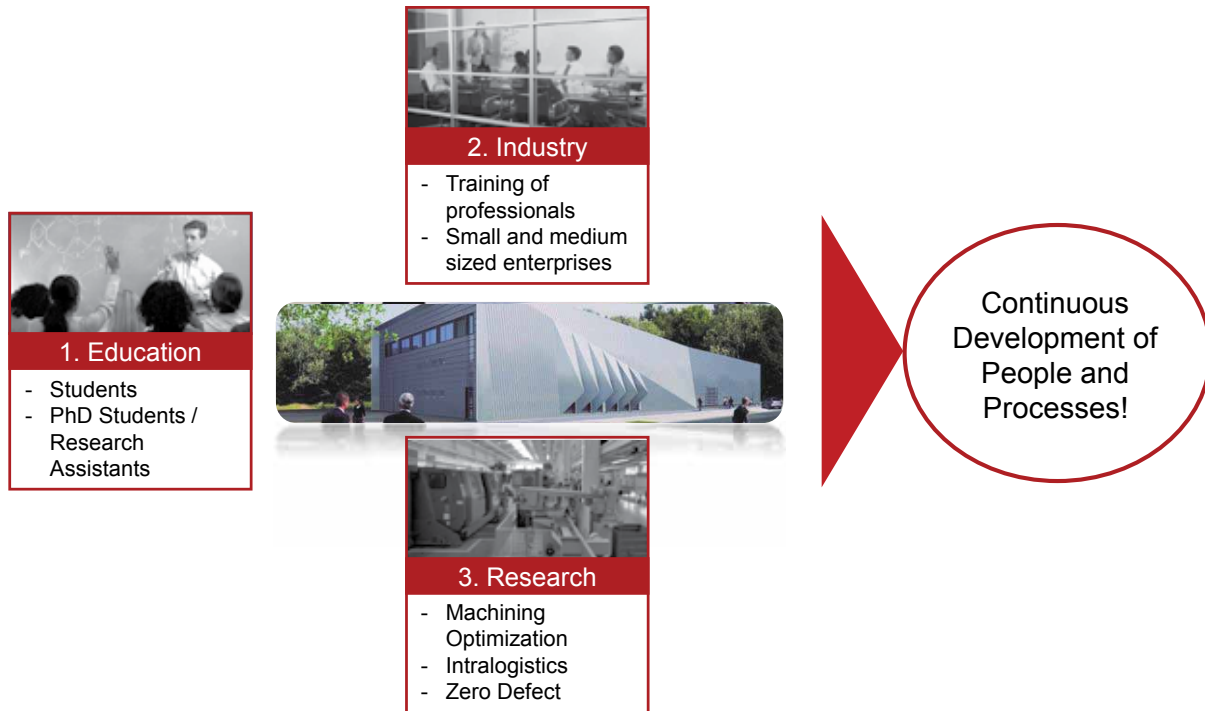 1. Education
- Students
- PhD Students /
Research
Assistants
2. Industry
- Training of
professionals
- Small and medium
sized enterprises
3. Research
- Machining
Optimization
- Intralogistics
- Zero Defect
Continuous
Development of
People and
Processes!